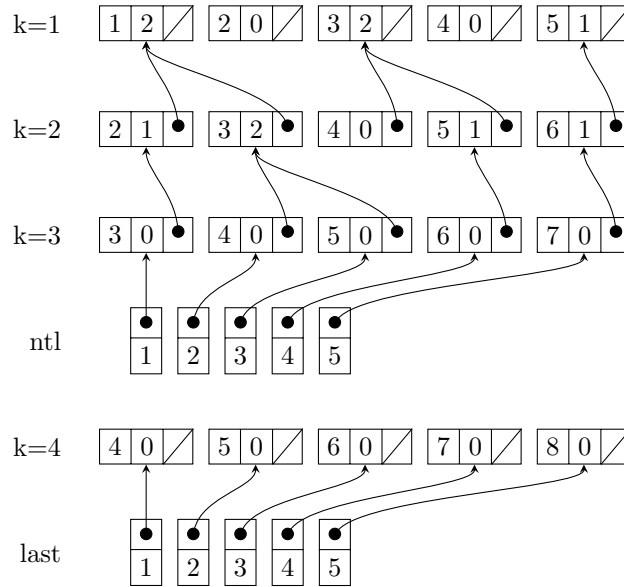 k=1 1 2 2 0 3 2 4 0 5 1
k=2 2 1 3 2 4 0 5 1 6 1
k=3 3 0 4 0 5 0 6 0 7 0
ntl 1 2 3 4 5
k=4 4 0 5 0 6 0 7 0 8 0
last 1 2 3 4 5